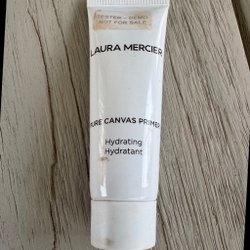 TESTER – DEMO
NOT FOR SALE
LAURA MERCIER
PURE CANVAS PRIMER
Hydrating
Hydratant